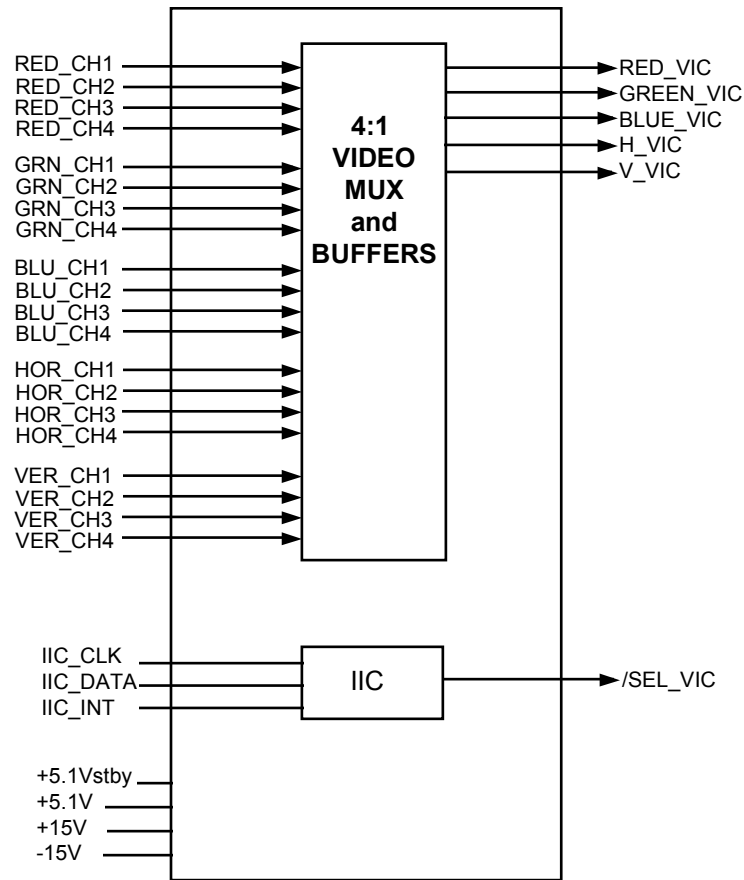 RED_CH1
RED_CH2
RED_CH3
RED_CH4
GRN_CH1
GRN_CH2
GRN_CH3
GRN_CH4
BLU_CH1
BLU_CH2
BLU_CH3
BLU_CH4
HOR_CH1
HOR_CH2
HOR_CH3
HOR_CH4
VER_CH1
VER_CH2
VER_CH3
VER_CH4
4:1
VIDEO
MUX
and
BUFFERS
RED_VIC
GREEN_VIC
BLUE_VIC
H_VIC
V_VIC
IIC_CLK
IIC_DATA
IIC_INT
IIC
/SEL_VIC
+5.1Vstby
+5.1V
+15V
-15V